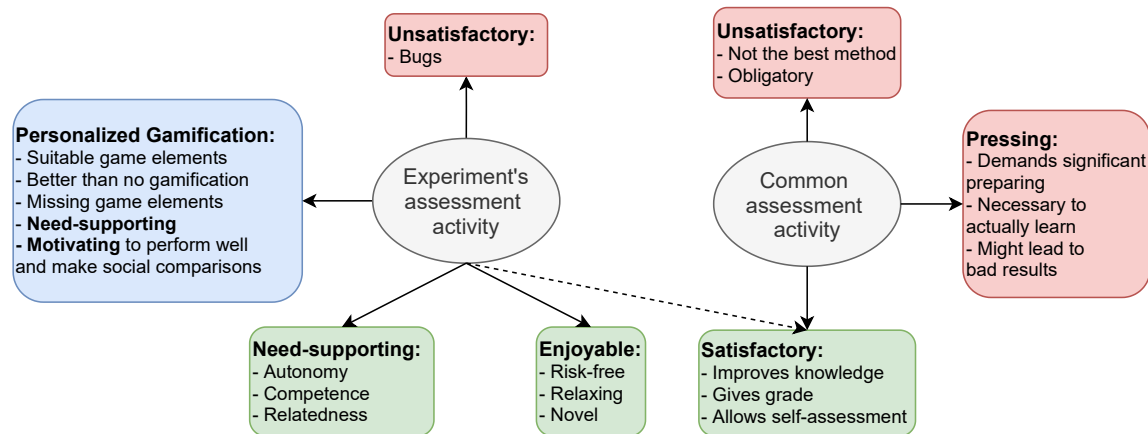 Unsatisfactory:
- Bugs
Unsatisfactory:
- Not the best method
- Obligatory
Personalized Gamification:
- Suitable game elements
- Better than no gamification
- Missing game elements
- Need-supporting
- Motivating to perform well
and make social comparisons
Experiment's
assessment
activity
Common
assessment
activity
Pressing:
- Demands significant
preparing
- Necessary to
actually learn
- Might lead to
bad results
Need-supporting:
- Autonomy
- Competence
- Relatedness
Enjoyable:
- Risk-free
- Relaxing
- Novel
Satisfactory:
- Improves knowledge
- Gives grade
- Allows self-assessment